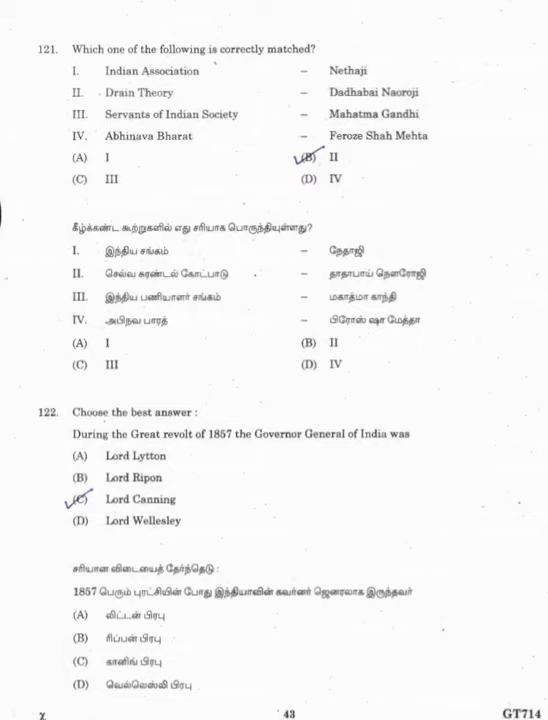 121. Which one of the following is correctly matched?
I. Indian Association – Nethaji
II. Drain Theory – Dadhabai Naoroji
III. Servants of Indian Society – Mahatma Gandhi
IV. Abhinava Bharat – Feroze Shah Mehta
(A) I (B) II
(C) III (D) IV
கீழ்க்கண்ட கூற்றுகளில் எது சரியாக பொருந்தியுள்ளது?
I. இந்திய சங்கம் – நேதாஜி
II. செல்வ சுரண்டல் கோட்பாடு – தாதாபாய் நௌரோஜி
III. இந்திய பணியாளர் சங்கம் – மகாத்மா காந்தி
IV. அபிநவ பாரத் – பிரோஸ் ஷா மேத்தா
(A) I (B) II
(C) III (D) IV
122. Choose the best answer :
During the Great revolt of 1857 the Governor General of India was
(A) Lord Lytton
(B) Lord Ripon
(C) Lord Canning
(D) Lord Wellesley
சரியான விடையைத் தேர்ந்தெடு :
1857 பெரும் புரட்சியின் போது இந்தியாவின் கவர்னர் ஜெனரலாக இருந்தவர்
(A) லிட்டன் பிரபு
(B) ரிப்பன் பிரபு
(C) கானிங் பிரபு
(D) வெல்லெஸ்லி பிரபு
χ 43 GT714